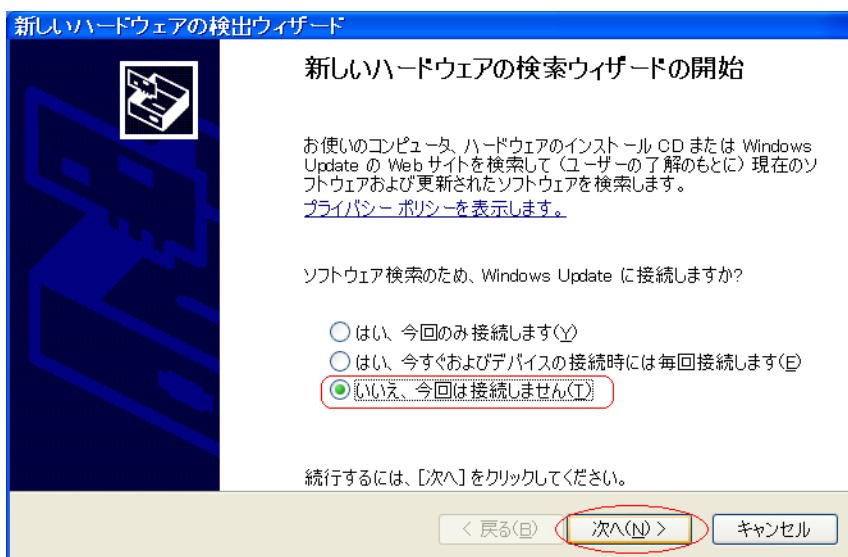 新しいハードウェアの検出ウィザード
新しいハードウェアの検索ウィザードの開始
お使いのコンピュータ、ハードウェアのインストール CD または Windows
Update の Web サイトを検索して (ユーザーの了解のもとに) 現在のソ
フトウェアおよび更新されたソフトウェアを検索します。
プライバシー ポリシーを表示します。
ソフトウェア検索のため、Windows Update に接続しますか?
はい、今回のみ接続します(Y)
はい、今すぐおよびデバイスの接続時には毎回接続します(E)
いいえ、今回は接続しません(T)
続行するには、[次へ] をクリックしてください。
< 戻る(B) 次へ(N) > キャンセル